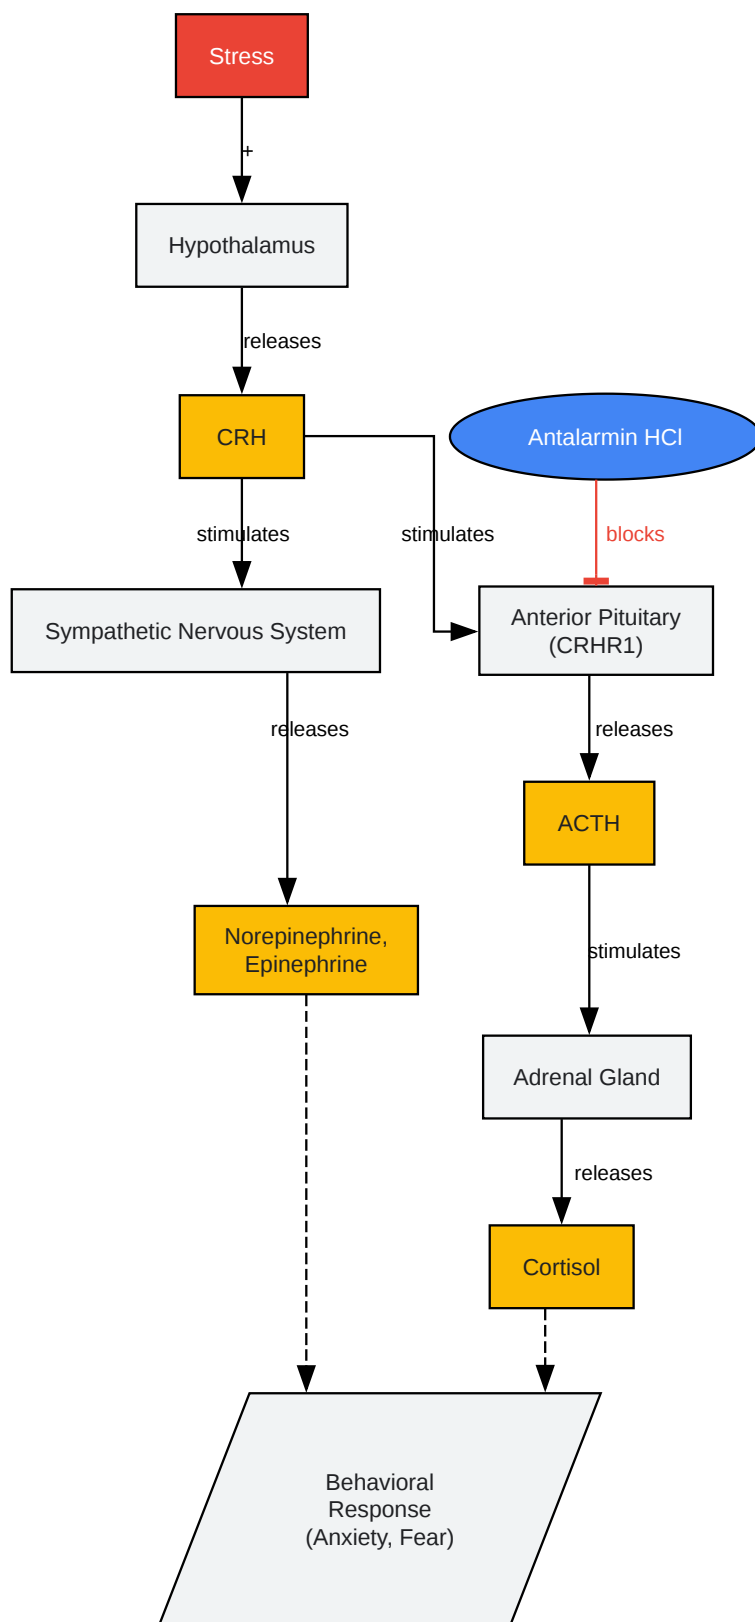 Stress
+
Hypothalamus
releases
CRH
Antalarmin HCl
stimulates
stimulates
blocks
Sympathetic Nervous System
Anterior Pituitary
(CRHR1)
releases
releases
ACTH
Norepinephrine,
Epinephrine
stimulates
Adrenal Gland
releases
Cortisol
Behavioral
Response
(Anxiety, Fear)